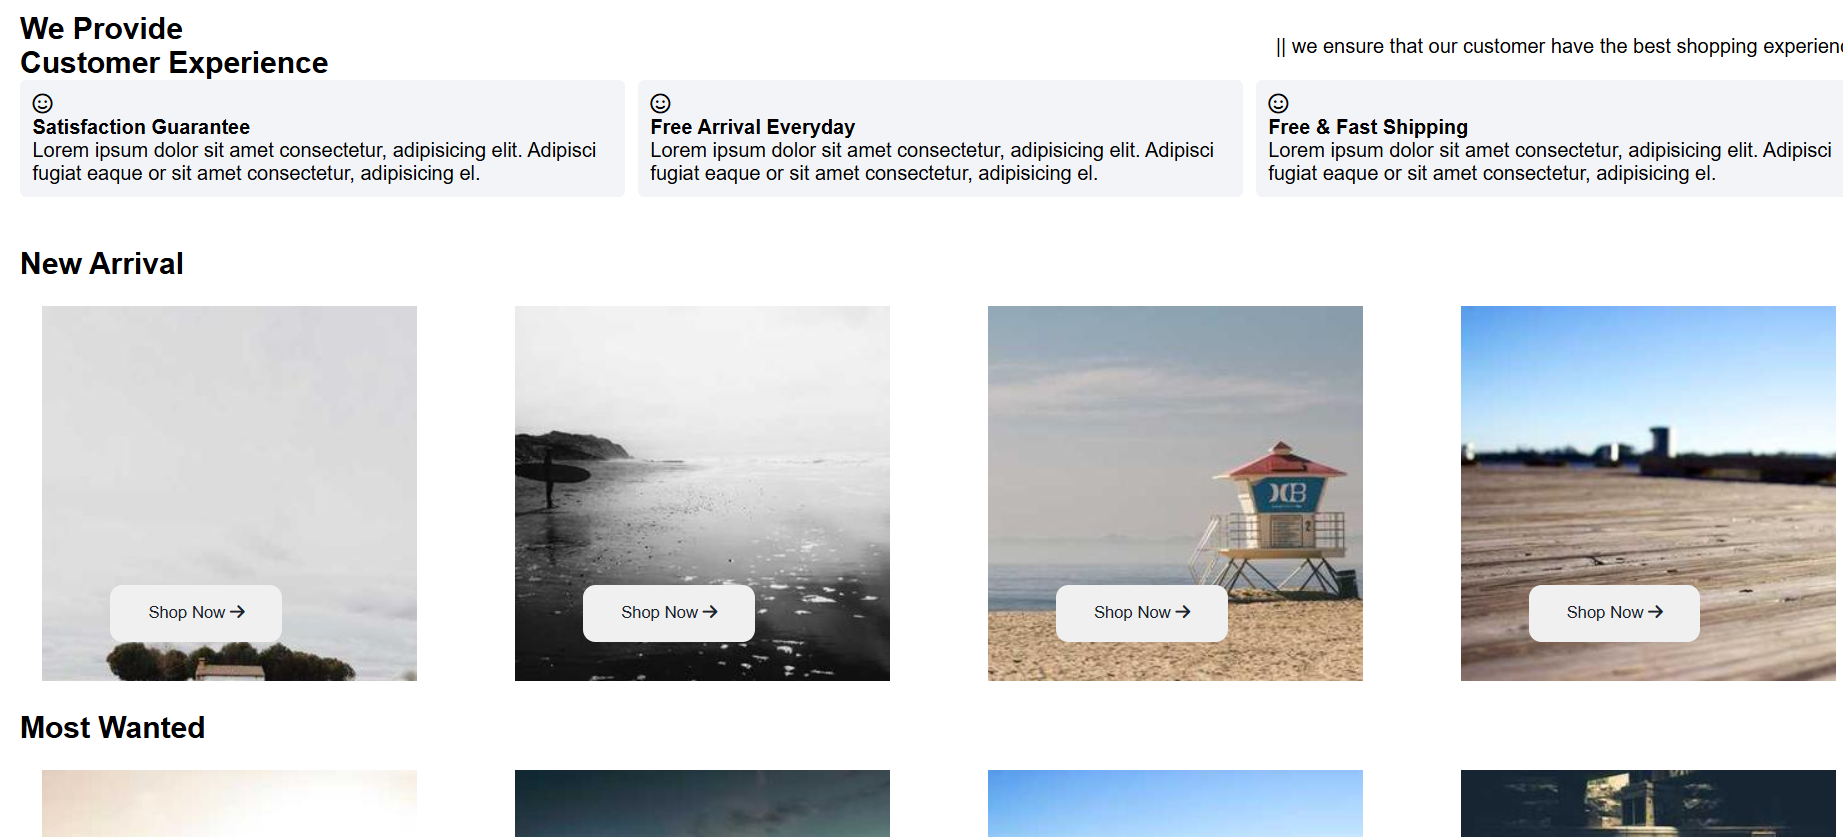 We Provide
Customer Experience
|| we ensure that our customer have the best shopping
Satisfaction Guarantee
Lorem ipsum dolor sit amet consectetur, adipisicing elit. Adipisci
fugiat eaque or sit amet consectetur, adipisicing el.
Free Arrival Everyday
Lorem ipsum dolor sit amet consectetur, adipisicing elit. Adipisci
fugiat eaque or sit amet consectetur, adipisicing el.
Free & Fast Shipping
Lorem ipsum dolor sit amet consectetur, adipisicing elit. Adipisci
fugiat eaque or sit amet consectetur, adipisicing el.
New Arrival
2
Shop Now
Shop Now
Shop Now
Shop Now
Most Wanted